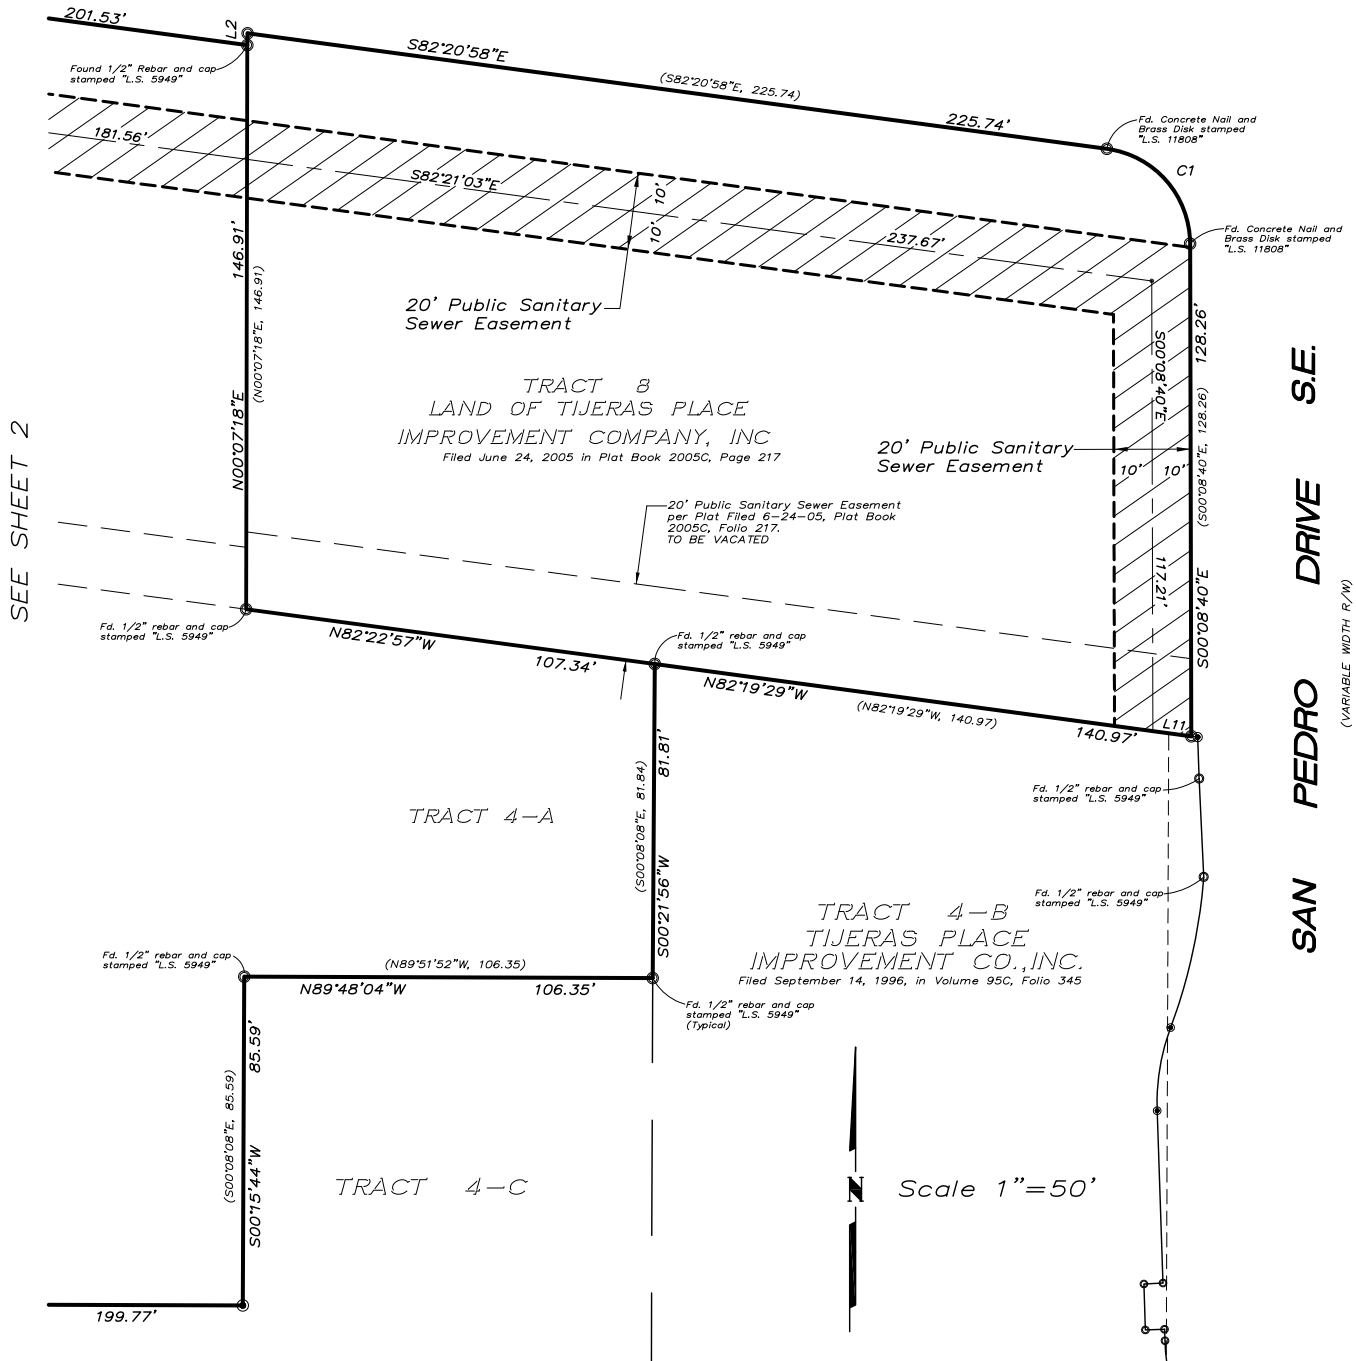 201.53'
L2
Found 1/2" Rebar and cap
stamped "L.S. 5949"
S82°20'58"E
(S82°20'58"E, 225.74)
225.74'
Fd. Concrete Nail and
Brass Disk stamped
"L.S. 11808"
C1
181.56'
S82°21'03"E
10'
10'
237.67'
Fd. Concrete Nail and
Brass Disk stamped
"L.S. 11808"
146.91'
(N00°07'18"E, 146.91)
N00°07'18"E
20' Public Sanitary
Sewer Easement
128.26'
S00°08'40"E
(S00°08'40"E, 128.26)
TRACT 8
LAND OF TIJERAS PLACE
IMPROVEMENT COMPANY, INC
Filed June 24, 2005 in Plat Book 2005C, Page 217
20' Public Sanitary
Sewer Easement
10'
10'
SEE SHEET 2
20' Public Sanitary Sewer Easement
per Plat Filed 6-24-05, Plat Book
2005C, Folio 217.
TO BE VACATED
117.21'
S00°08'40"E
SAN PEDRO DRIVE S.E.
(VARIABLE WIDTH R/W)
Fd. 1/2" rebar and cap
stamped "L.S. 5949"
N82°22'57"W
107.34'
Fd. 1/2" rebar and cap
stamped "L.S. 5949"
N82°19'29"W
(N82°19'29"W, 140.97)
140.97'
L11
81.81'
(S00°08'08"E, 81.84)
S00°21'56"W
Fd. 1/2" rebar and cap
stamped "L.S. 5949"
TRACT 4-A
Fd. 1/2" rebar and cap
stamped "L.S. 5949"
TRACT 4-B
TIJERAS PLACE
IMPROVEMENT CO.,INC.
Filed September 14, 1996, in Volume 95C, Folio 345
Fd. 1/2" rebar and cap
stamped "L.S. 5949"
(N89°51'52"W, 106.35)
N89°48'04"W
106.35'
Fd. 1/2" rebar and cap
stamped "L.S. 5949"
(Typical)
85.59'
(S00°08'08"E, 85.59)
S00°15'44"W
TRACT 4-C
N
Scale 1"=50'
199.77'